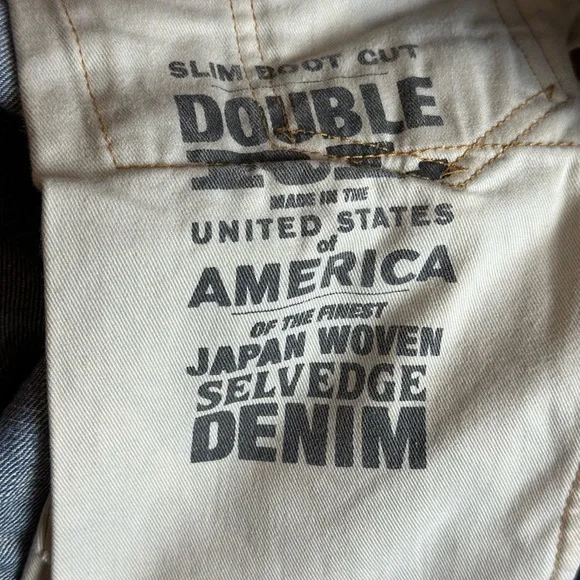 SLIM BOOT CUT
DOUBLE
MADE IN THE
UNITED STATES
of
AMERICA
OF THE FINEST
JAPAN WOVEN
SELVEDGE
DENIM